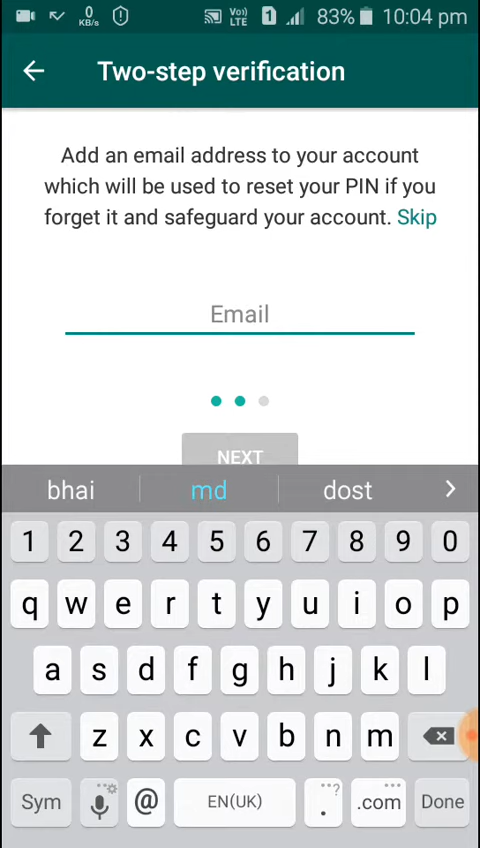 0 KB/s Vo)) LTE 1 83% 10:04 pm
Two-step verification
Add an email address to your account
which will be used to reset your PIN if you
forget it and safeguard your account. Skip
Email
NEXT
bhai md dost
1 2 3 4 5 6 7 8 9 0
q w e r t y u i o p
a s d f g h j k l
z x c v b n m
Sym @ EN(UK) . ...? .com ... Done